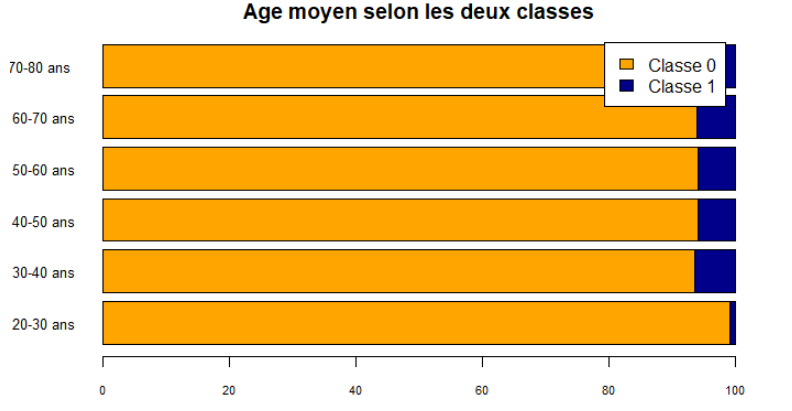 Age moyen selon les deux classes
70-80 ans
Classe 0
Classe 1
60-70 ans
50-60 ans
40-50 ans
30-40 ans
20-30 ans
0 20 40 60 80 100